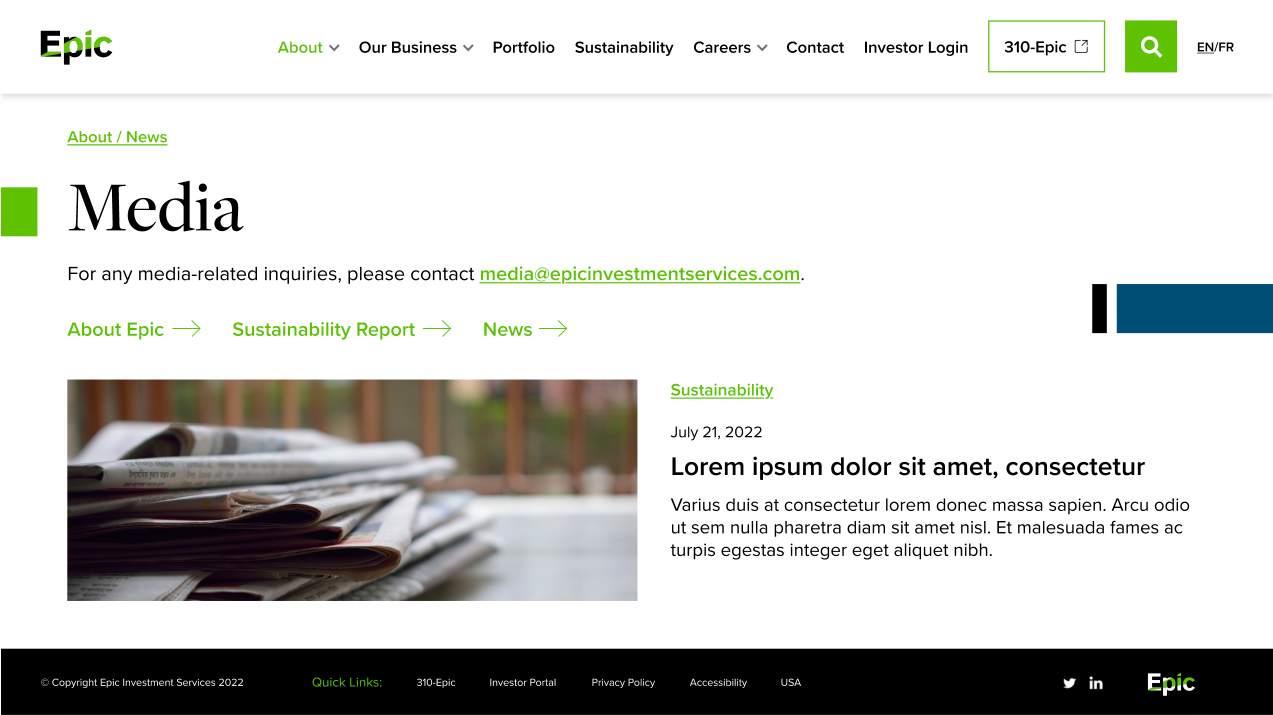 Epic
About
Our Business
Portfolio
Sustainability
Careers
Contact
Investor Login
310-Epic
EN/FR
About / News
Media
For any media-related inquiries, please contact media@epicinvestmentservices.com.
About Epic
Sustainability Report
News
Sustainability
July 21, 2022
Lorem ipsum dolor sit amet, consectetur
Varius duis at consectetur lorem donec massa sapien. Arcu odio
ut sem nulla pharetra diam sit amet nisl. Et malesuada fames ac
turpis egestas integer eget aliquet nibh.
© Copyright Epic Investment Services 2022
Quick Links:
310-Epic
Investor Portal
Privacy Policy
Accessibility
USA
Epic